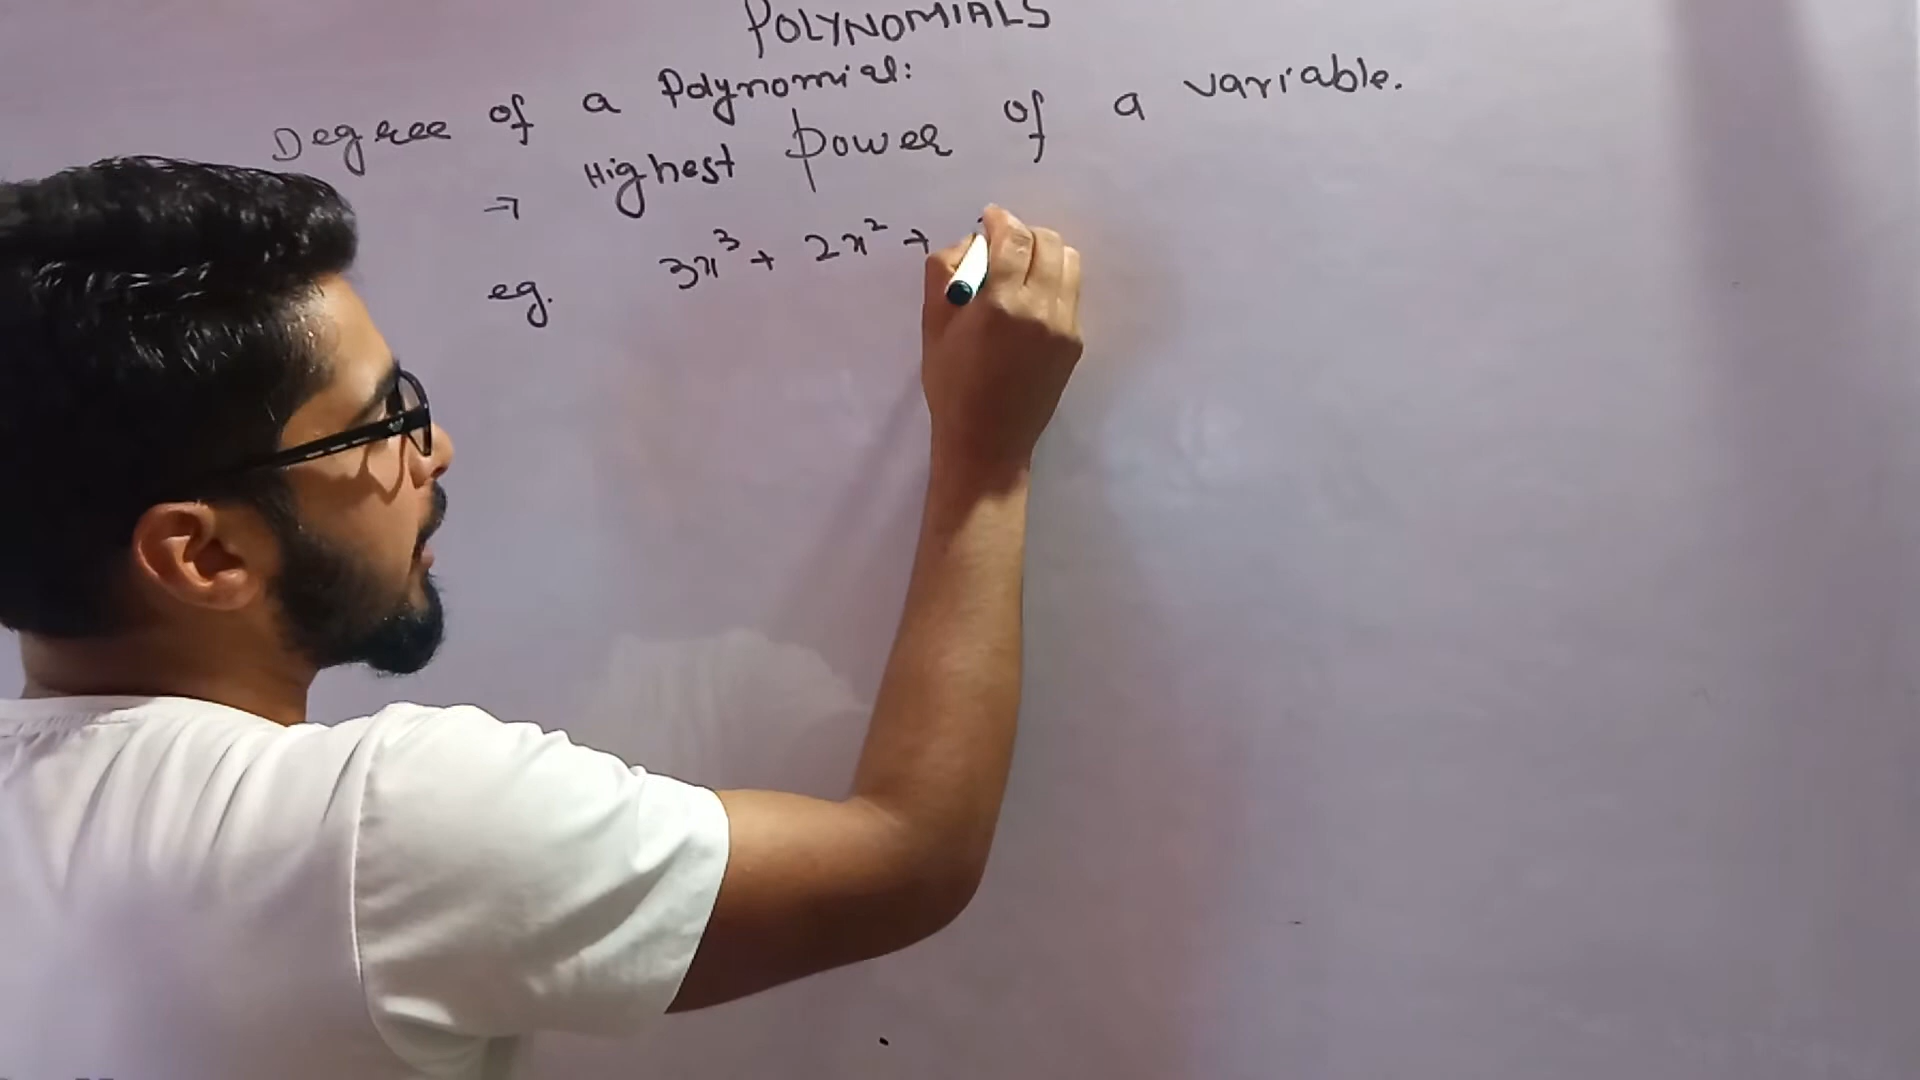 POLYNOMIALS
Degree of a Polynomial:
→ Highest power of a variable.
eg. 3x³ + 2x² +